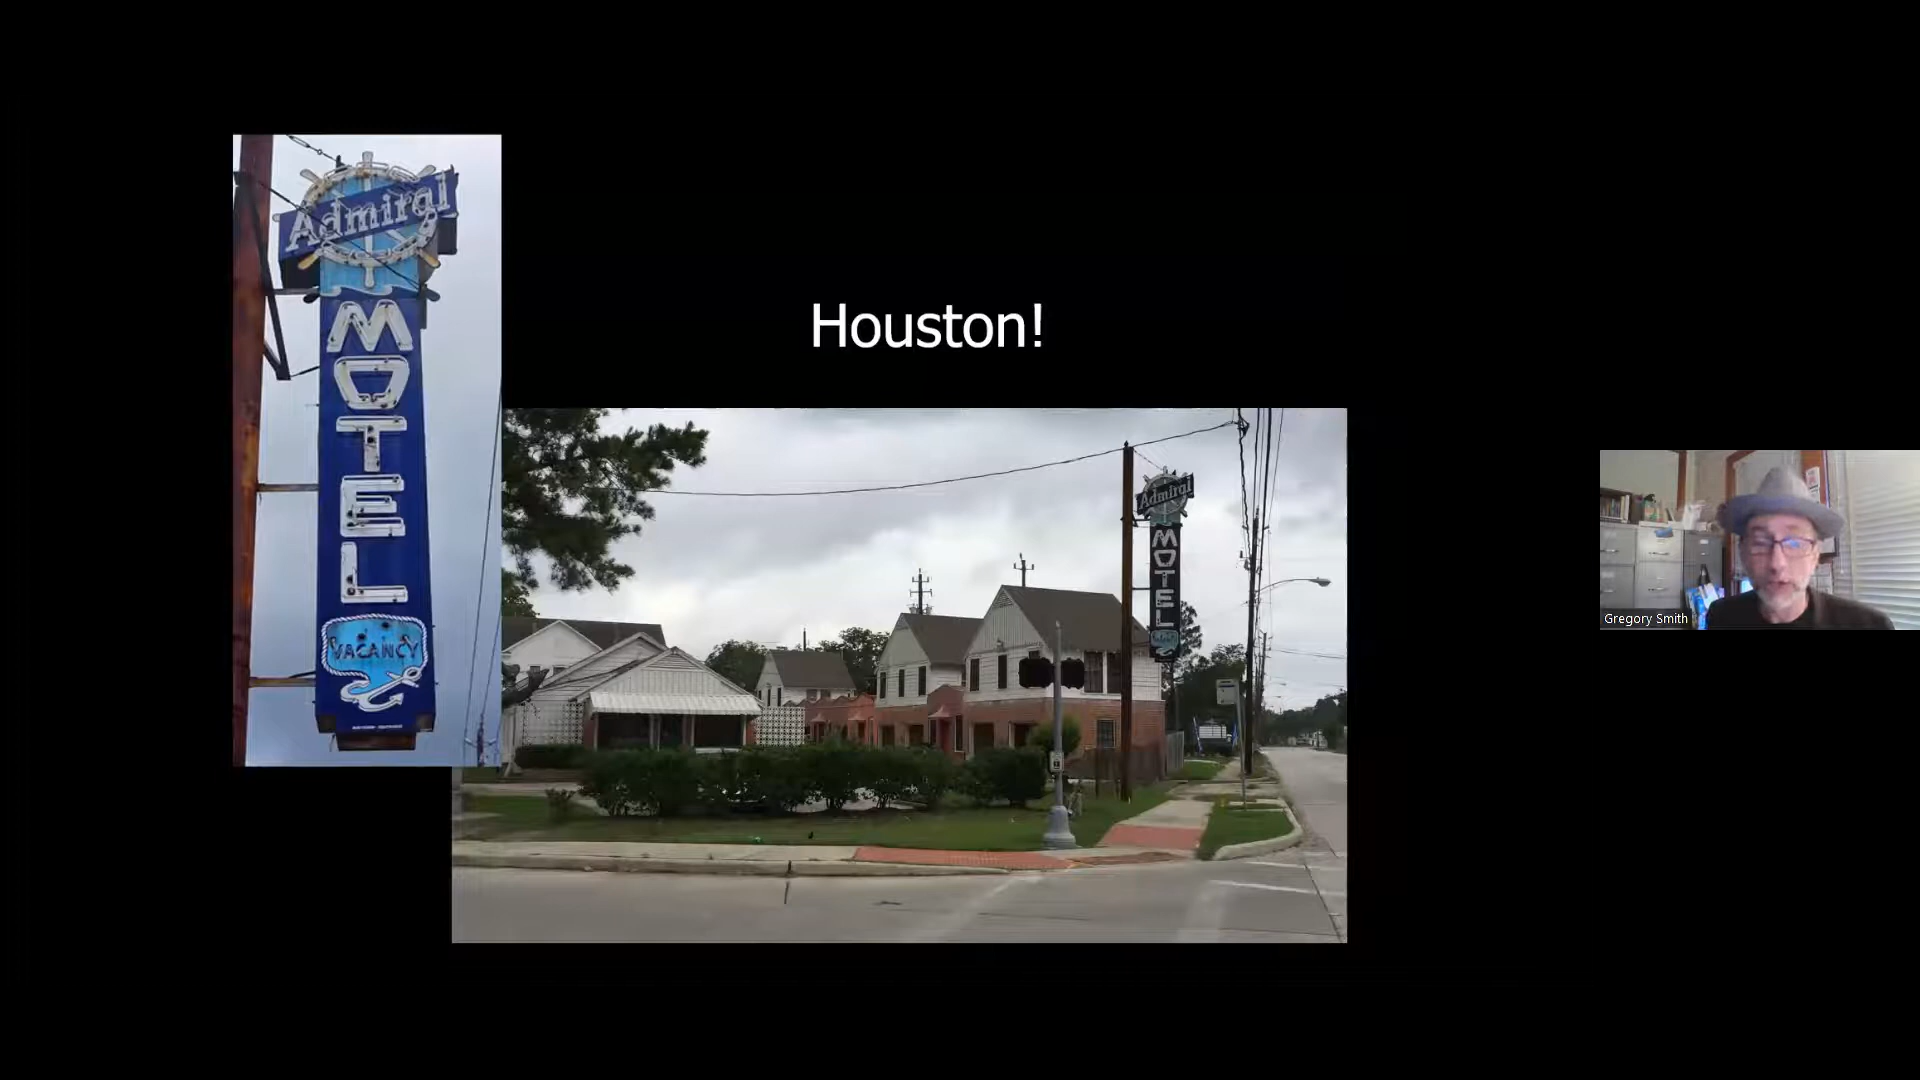 Admiral
MOTEL
VACANCY
Houston!
Admiral
MOTEL
Gregory Smith